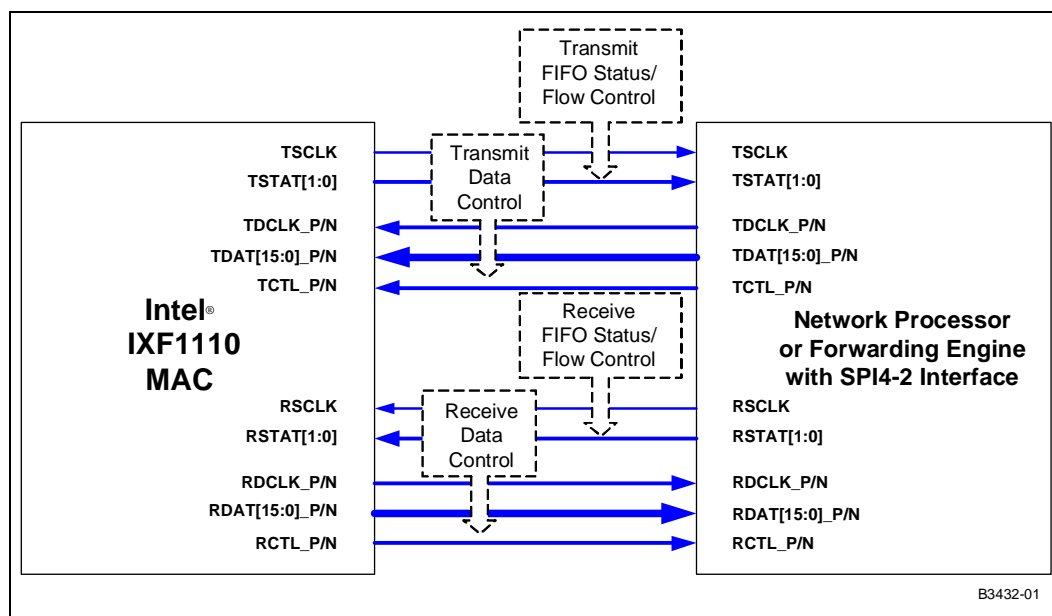 Transmit
FIFO Status/
Flow Control
TSCLK
Transmit
Data
Control
TSCLK
TSTAT[1:0]
TSTAT[1:0]
TDCLK_P/N
TDCLK_P/N
TDAT[15:0]_P/N
TDAT[15:0]_P/N
TCTL_P/N
TCTL_P/N
Intel®
IXF1110
MAC
Receive
FIFO Status/
Flow Control
Network Processor
or Forwarding Engine
with SPI4-2 Interface
RSCLK
Receive
Data
Control
RSCLK
RSTAT[1:0]
RSTAT[1:0]
RDCLK_P/N
RDCLK_P/N
RDAT[15:0]_P/N
RDAT[15:0]_P/N
RCTL_P/N
RCTL_P/N
B3432-01